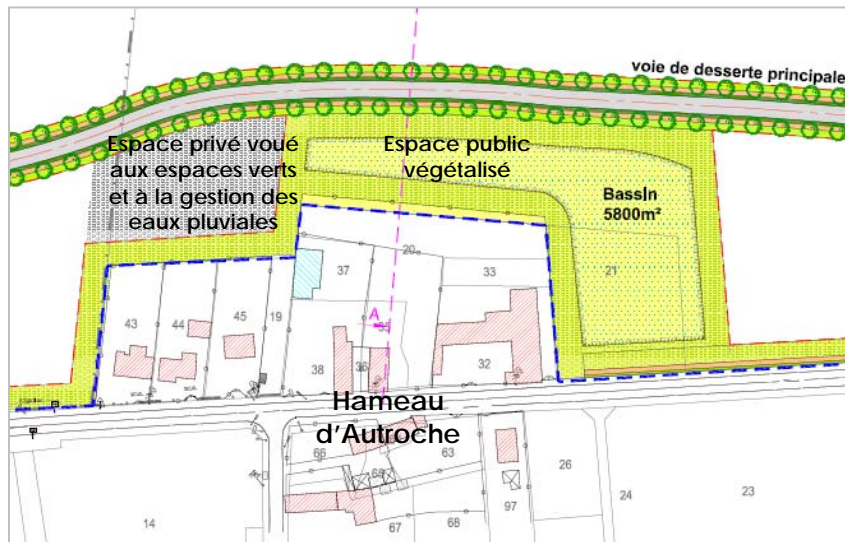 voie de desserte principale
Espace privé voué
aux espaces verts
et à la gestion des
eaux pluviales
Espace public
végétalisé
BassIn
5800m²
20
37
33
21
43
44
45
19
A
38
36
32
Hameau
d'Autroche
66
63
69
97
26
24
23
14
67
68